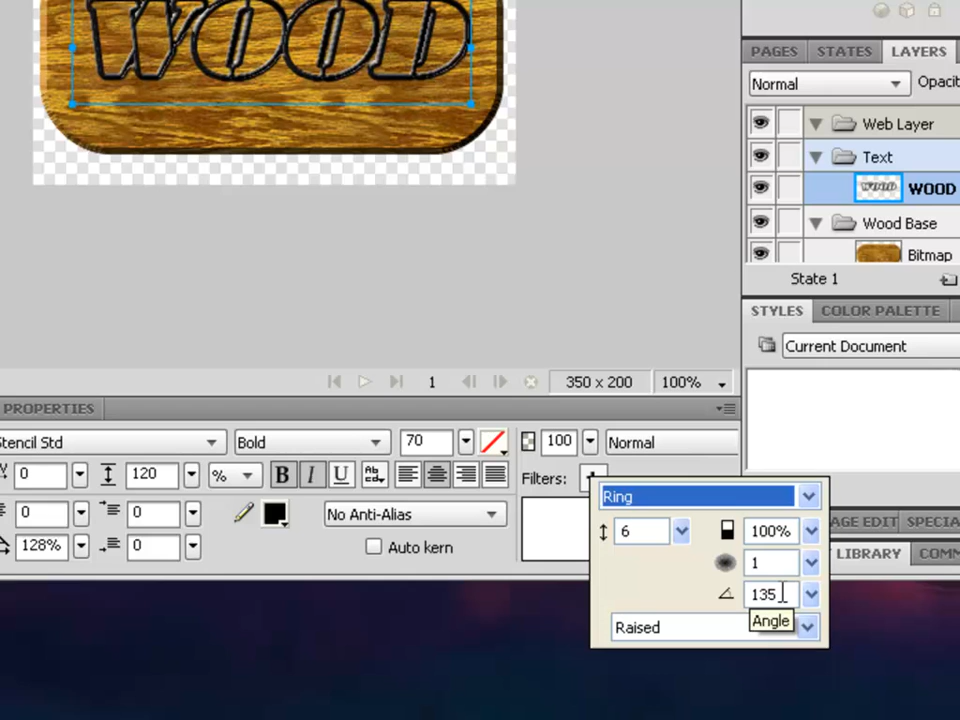 WOOD
PAGES STATES LAYERS
Normal Opacit
Web Layer
Text
WOOD
Wood Base
Bitmap
State 1
STYLES COLOR PALETTE
Current Document
1 350 x 200 100%
PROPERTIES
Stencil Std Bold 70 100 Normal
0 120 % B I U Filters:
0 0 No Anti-Alias
128% 0 Auto kern
Ring
6 100%
1
135
Angle
Raised
AGE EDIT SPECIA
LIBRARY COMM